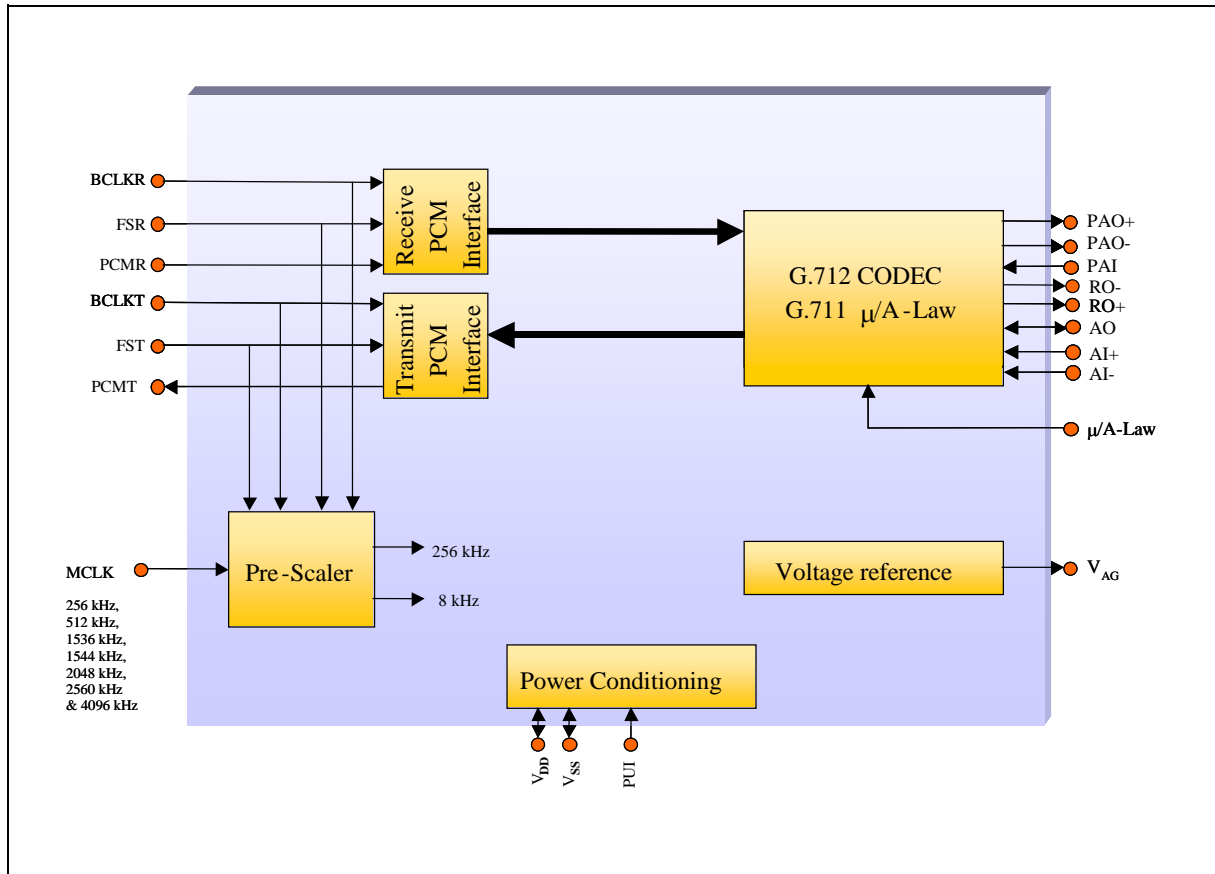 BCLKR
FSR
PCMR
BCLKT
FST
PCMT
Receive
PCM
Interface
Transmit
PCM
Interface
G.712 CODEC
G.711 μ/A-Law
PAO+
PAO-
PAI
RO-
RO+
AO
AI+
AI-
μ/A-Law
MCLK
256 kHz,
512 kHz,
1536 kHz,
1544 kHz,
2048 kHz,
2560 kHz
& 4096 kHz
Pre-Scaler
256 kHz
8 kHz
Voltage reference
VAG
Power Conditioning
VDD
VSS
PUI